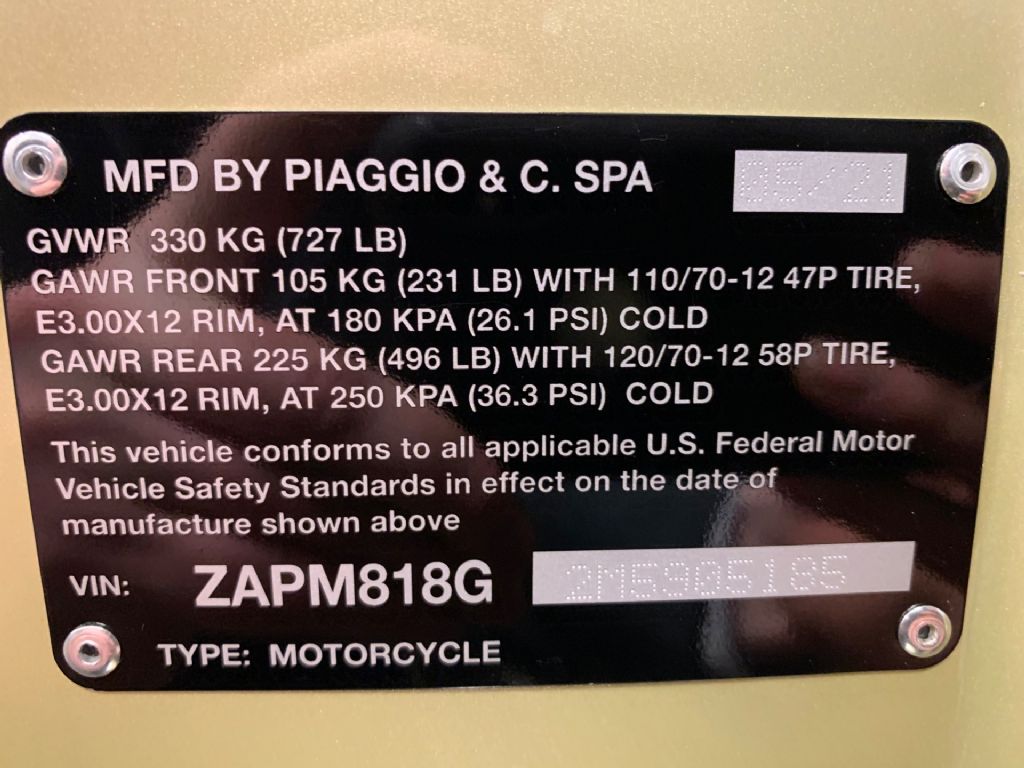 MFD BY PIAGGIO & C. SPA 05/21
GVWR 330 KG (727 LB)
GAWR FRONT 105 KG (231 LB) WITH 110/70-12 47P TIRE,
E3.00X12 RIM, AT 180 KPA (26.1 PSI) COLD
GAWR REAR 225 KG (496 LB) WITH 120/70-12 58P TIRE,
E3.00X12 RIM, AT 250 KPA (36.3 PSI) COLD
This vehicle conforms to all applicable U.S. Federal Motor
Vehicle Safety Standards in effect on the date of
manufacture shown above
VIN: ZAPM818G 2M5905185
TYPE: MOTORCYCLE